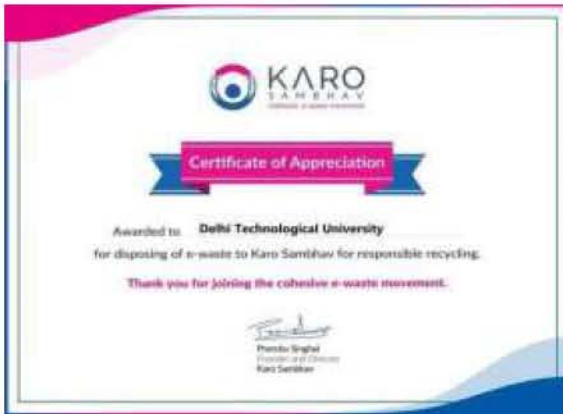 KARO
SAMBHAV
Certificate of Appreciation
Awarded to Delhi Technological University
for disposing of e-waste to Karo Sambhav for responsible recycling.
Thank you for joining the cohesive e-waste movement.
Pranshu Singhal
Founder and Director
Karo Sambhav